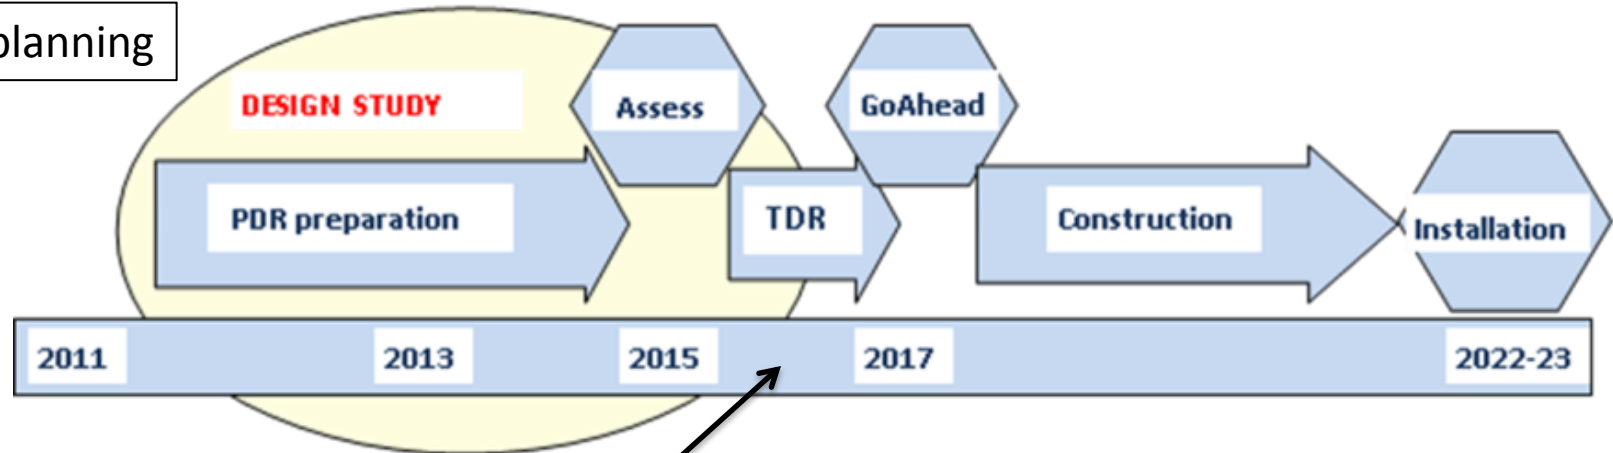 planning
DESIGN STUDY
Assess
GoAhead
PDR preparation
TDR
Construction
Installation
2011
2013
2015
2017
2022-23